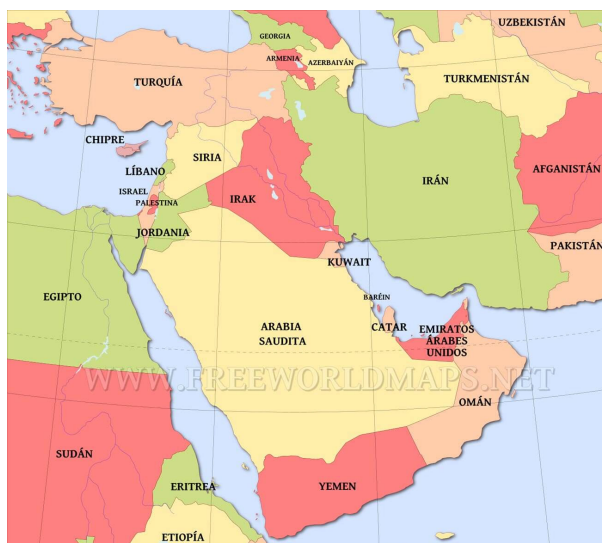 UZBEKISTÁN
GEORGIA
ARMENIA
AZERBAIYÁN
TURQUÍA
TURKMENISTÁN
CHIPRE
SIRIA
LÍBANO
IRÁN
AFGANISTÁN
ISRAEL
PALESTINA
IRAK
JORDANIA
PAKISTÁN
KUWAIT
EGIPTO
BARÉIN
ARABIA
SAUDITA
CATAR
EMIRATOS
ÁRABES
UNIDOS
WWW.FREEWORLDMAPS.NET
OMÁN
SUDÁN
ERITREA
YEMEN
ETIOPÍA